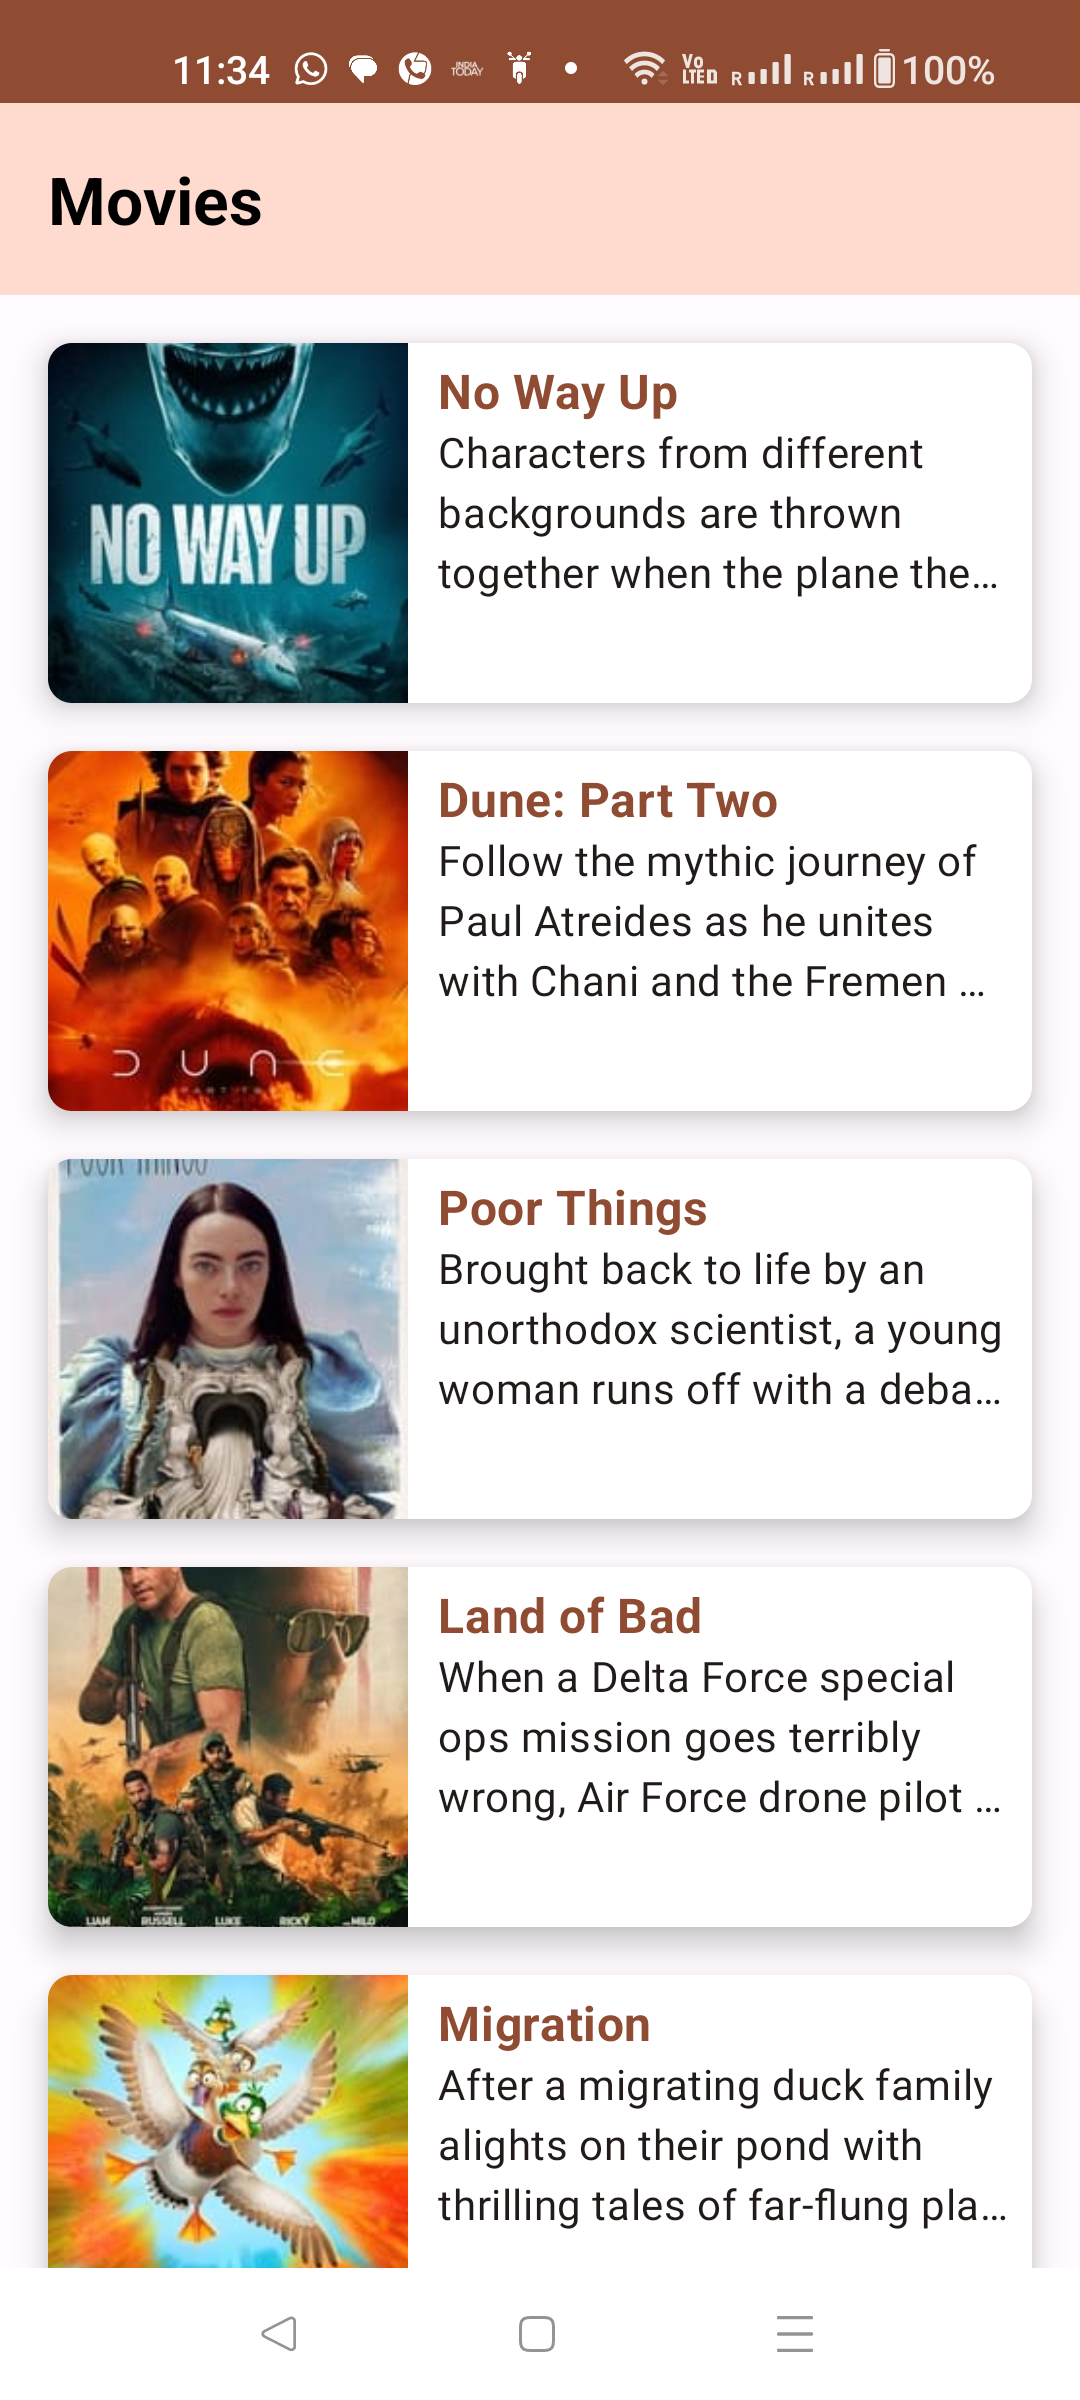 11:34 INDIA TODAY Vo LTE R R 100%
Movies
NO WAY UP
No Way Up
Characters from different
backgrounds are thrown
together when the plane the...
DUNE
Dune: Part Two
Follow the mythic journey of
Paul Atreides as he unites
with Chani and the Fremen ...
POOR THINGS
Poor Things
Brought back to life by an
unorthodox scientist, a young
woman runs off with a deba...
Land of Bad
When a Delta Force special
ops mission goes terribly
wrong, Air Force drone pilot ...
LIAM RUSSELL LUKE RICKY MILO
Migration
After a migrating duck family
alights on their pond with
thrilling tales of far-flung pla...